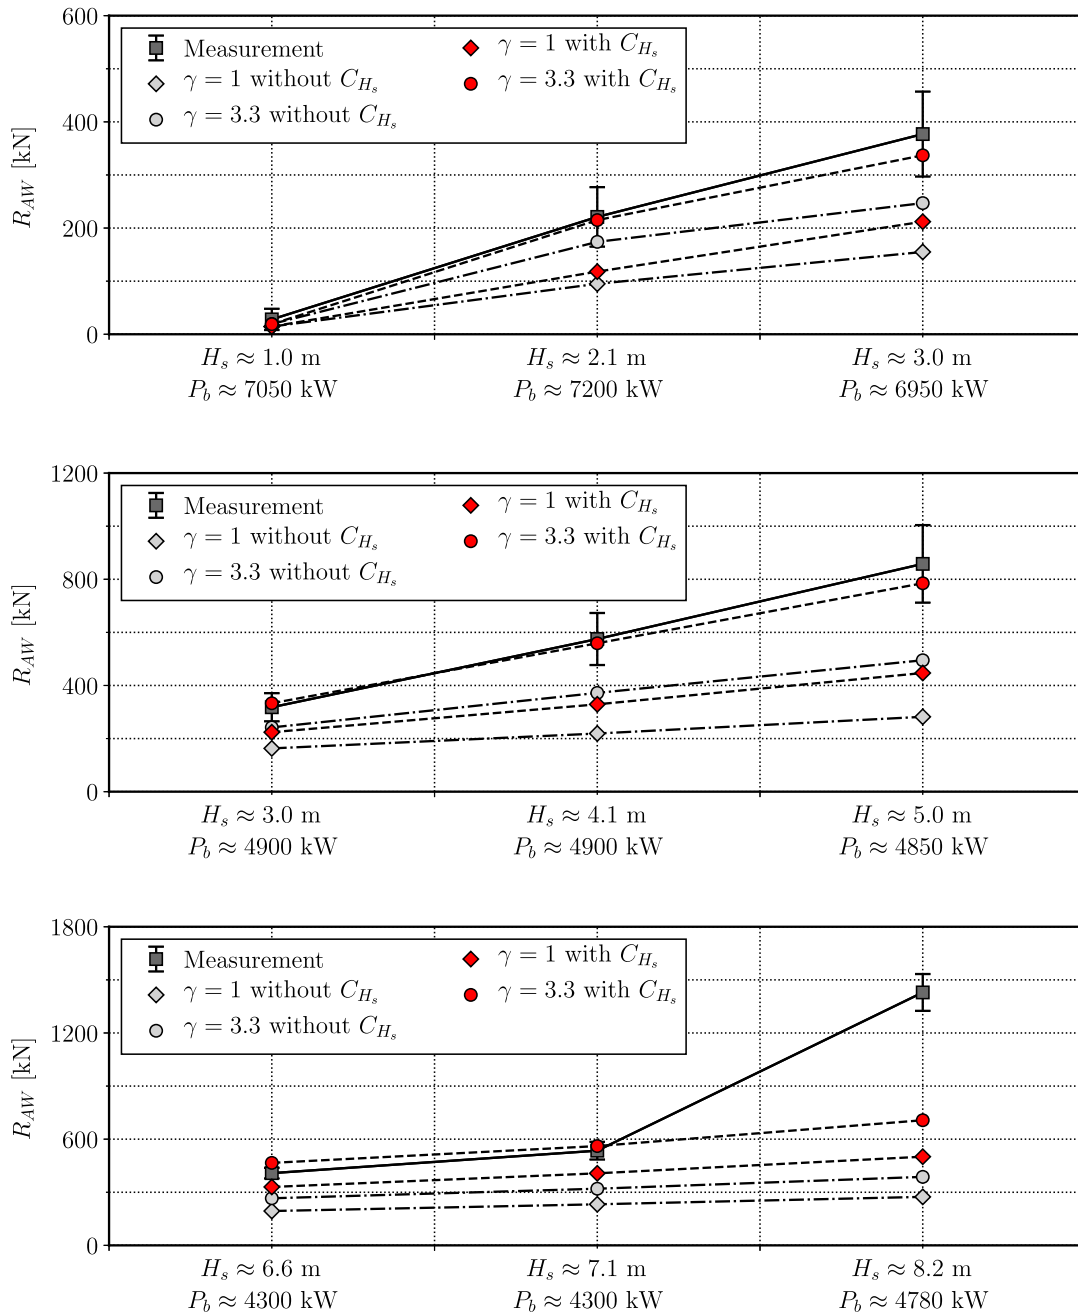 600
400
200
0
R_AW [kN]
Measurement
γ = 1 without C_{H_s}
γ = 3.3 without C_{H_s}
γ = 1 with C_{H_s}
γ = 3.3 with C_{H_s}
H_s ≈ 1.0 m
P_b ≈ 7050 kW
H_s ≈ 2.1 m
P_b ≈ 7200 kW
H_s ≈ 3.0 m
P_b ≈ 6950 kW
1200
800
400
0
R_AW [kN]
Measurement
γ = 1 without C_{H_s}
γ = 3.3 without C_{H_s}
γ = 1 with C_{H_s}
γ = 3.3 with C_{H_s}
H_s ≈ 3.0 m
P_b ≈ 4900 kW
H_s ≈ 4.1 m
P_b ≈ 4900 kW
H_s ≈ 5.0 m
P_b ≈ 4850 kW
1800
1200
600
0
R_AW [kN]
Measurement
γ = 1 without C_{H_s}
γ = 3.3 without C_{H_s}
γ = 1 with C_{H_s}
γ = 3.3 with C_{H_s}
H_s ≈ 6.6 m
P_b ≈ 4300 kW
H_s ≈ 7.1 m
P_b ≈ 4300 kW
H_s ≈ 8.2 m
P_b ≈ 4780 kW